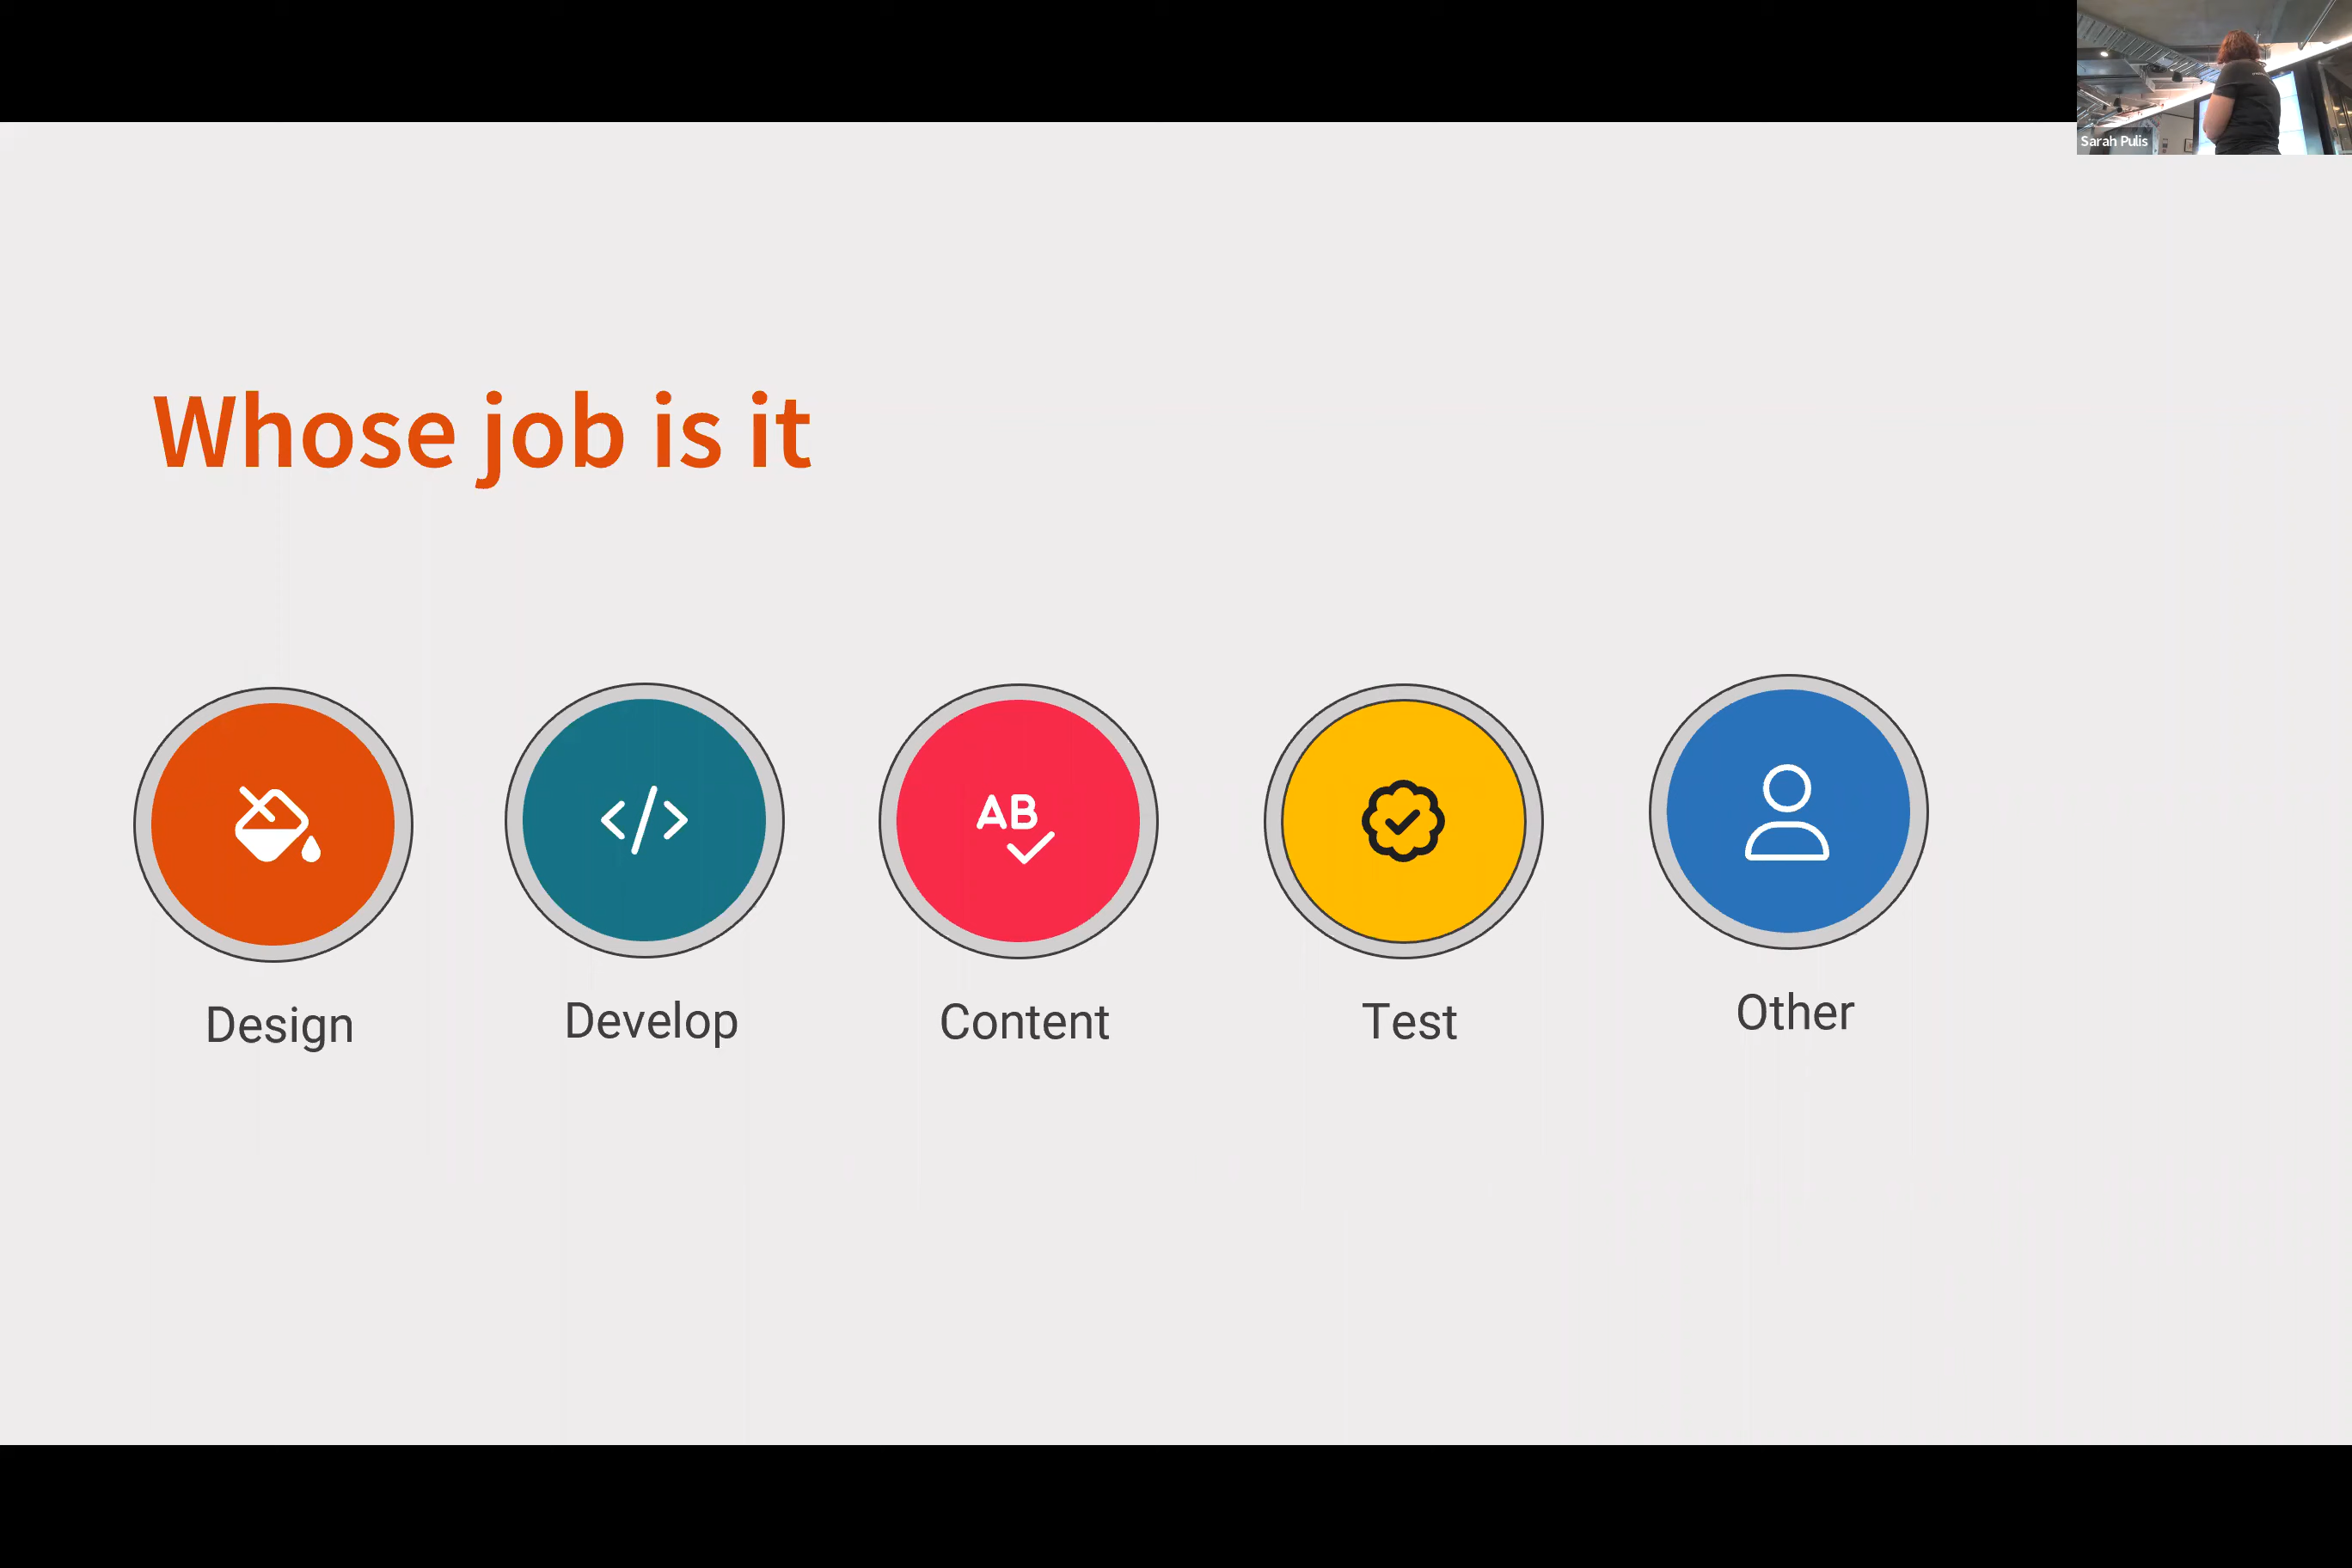 Sarah Pulis
Whose job is it
AB
Design
Develop
Content
Test
Other